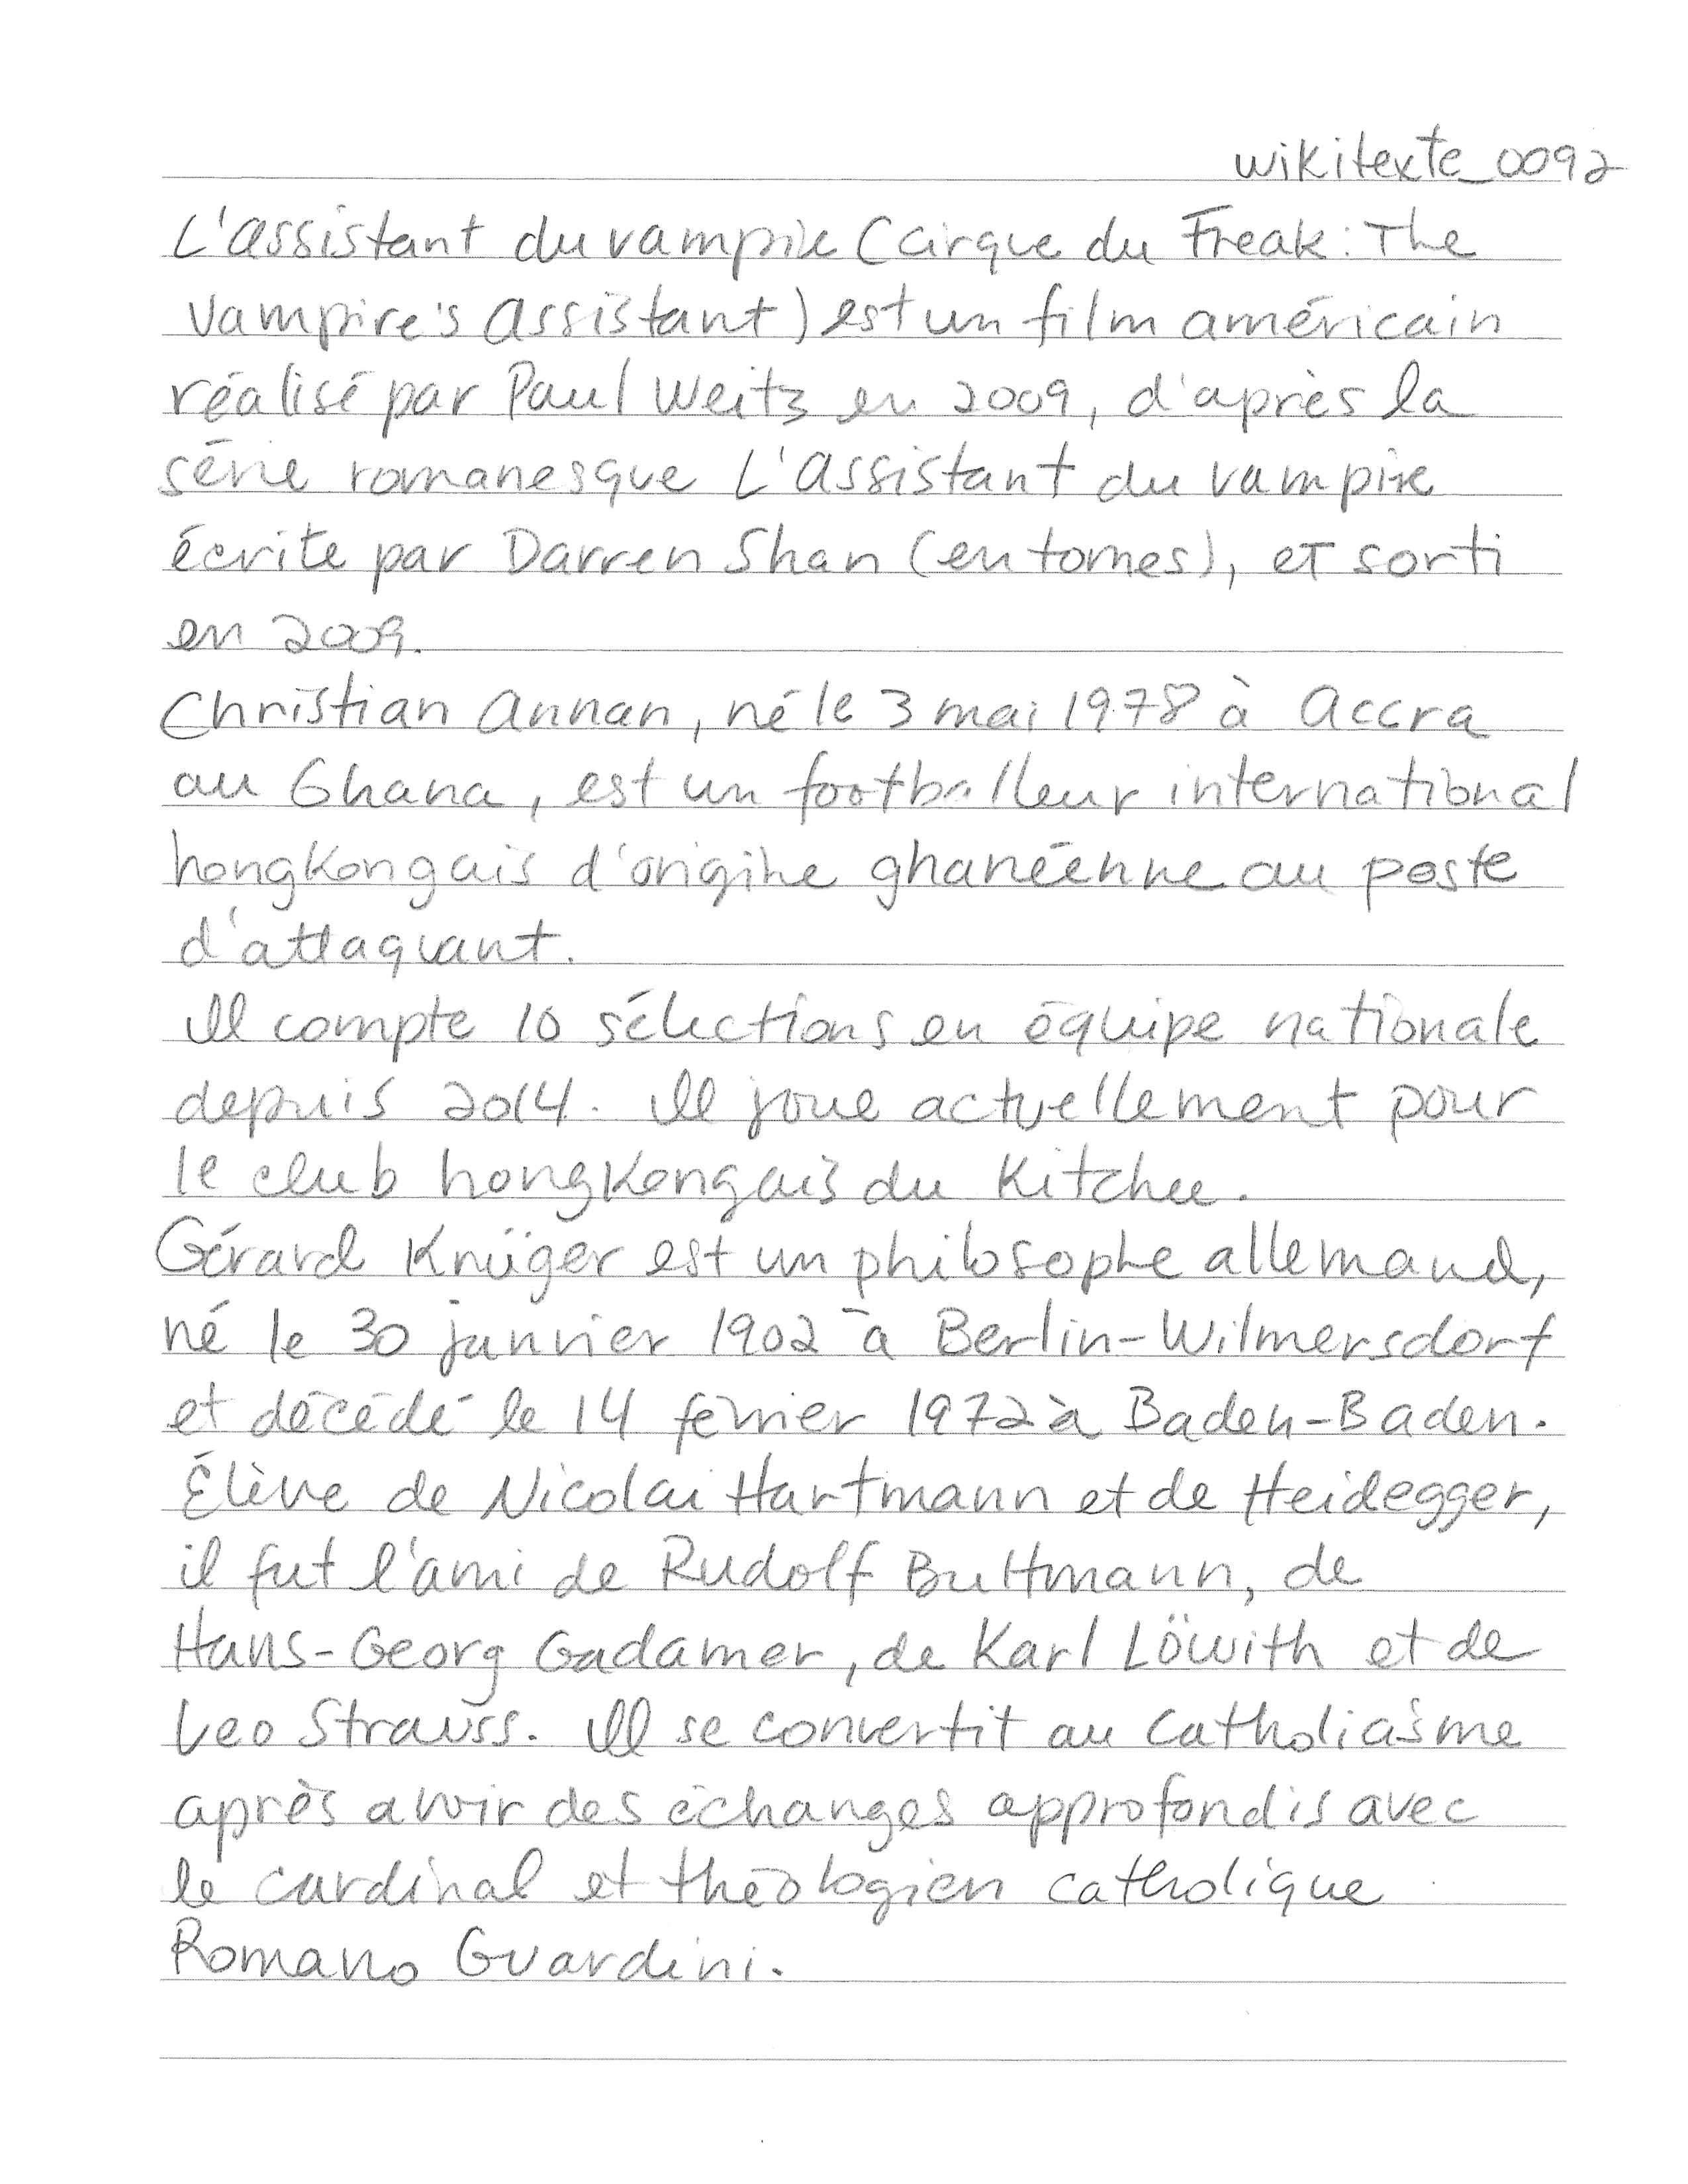 wikitexte_0092
L'assistant du vampire (Cirque du Freak: The
Vampire's Assistant) est un film américain
réalisé par Paul Weitz en 2009, d'après la
série romanesque L'assistant du vampire
écrite par Darren Shan (en tomes), et sorti
en 2009.
Christian Annan, né le 3 mai 1978 à Accra
au Ghana, est un footballeur international
hongkongais d'origine ghanéenne au poste
d'attaquant.
Il compte 10 sélections en équipe nationale
depuis 2014. Il joue actuellement pour
le club hongkongais du Kitchee.
Gérard Krüger est un philosophe allemand,
né le 30 janvier 1902 à Berlin-Wilmersdorf
et décédé le 14 février 1972 à Baden-Baden.
Élève de Nicolai Hartmann et de Heidegger,
il fut l'ami de Rudolf Bultmann, de
Hans-Georg Gadamer, de Karl Löwith et de
Leo Strauss. Il se convertit au catholicisme
après avoir des échanges approfondis avec
le cardinal et théologien catholique
Romano Guardini.